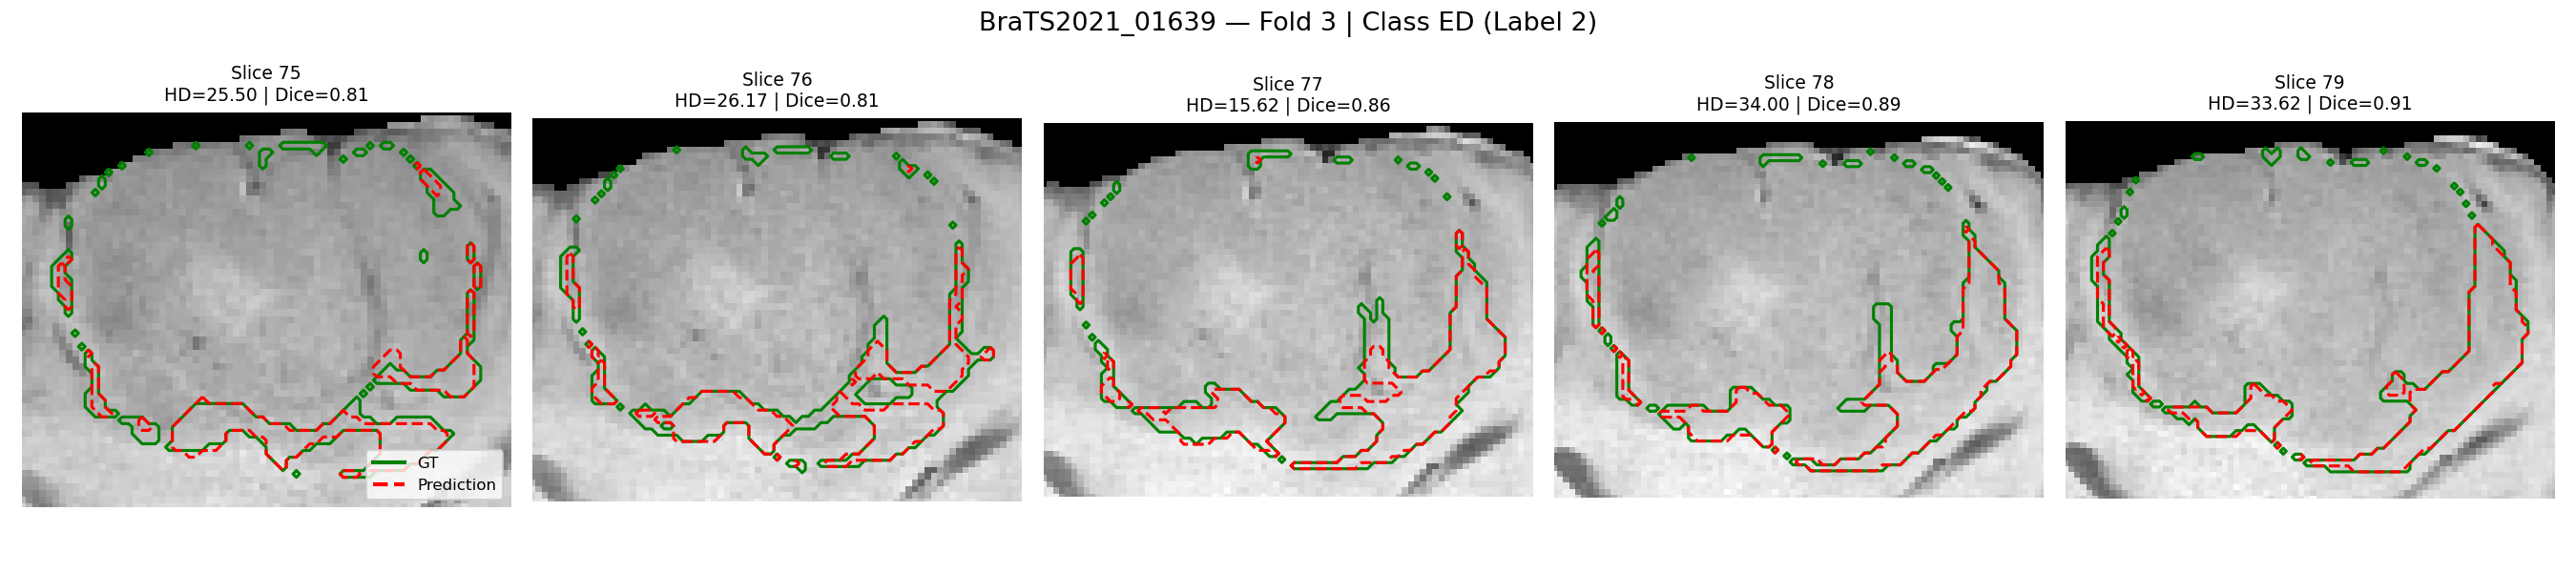 BraTS2021_01639 — Fold 3 | Class ED (Label 2)
Slice 75
HD=25.50 | Dice=0.81
Slice 76
HD=26.17 | Dice=0.81
Slice 77
HD=15.62 | Dice=0.86
Slice 78
HD=34.00 | Dice=0.89
Slice 79
HD=33.62 | Dice=0.91
GT
Prediction